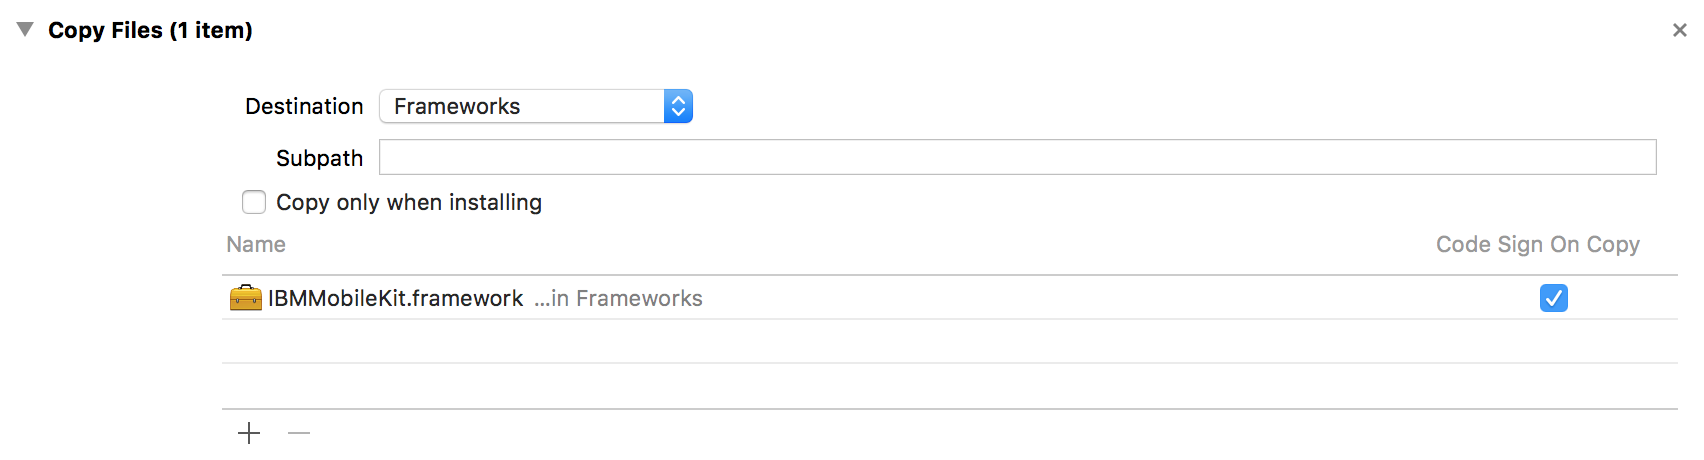 Copy Files (1 item)
Destination Frameworks
Subpath
Copy only when installing
Name Code Sign On Copy
IBMMobileKit.framework ...in Frameworks